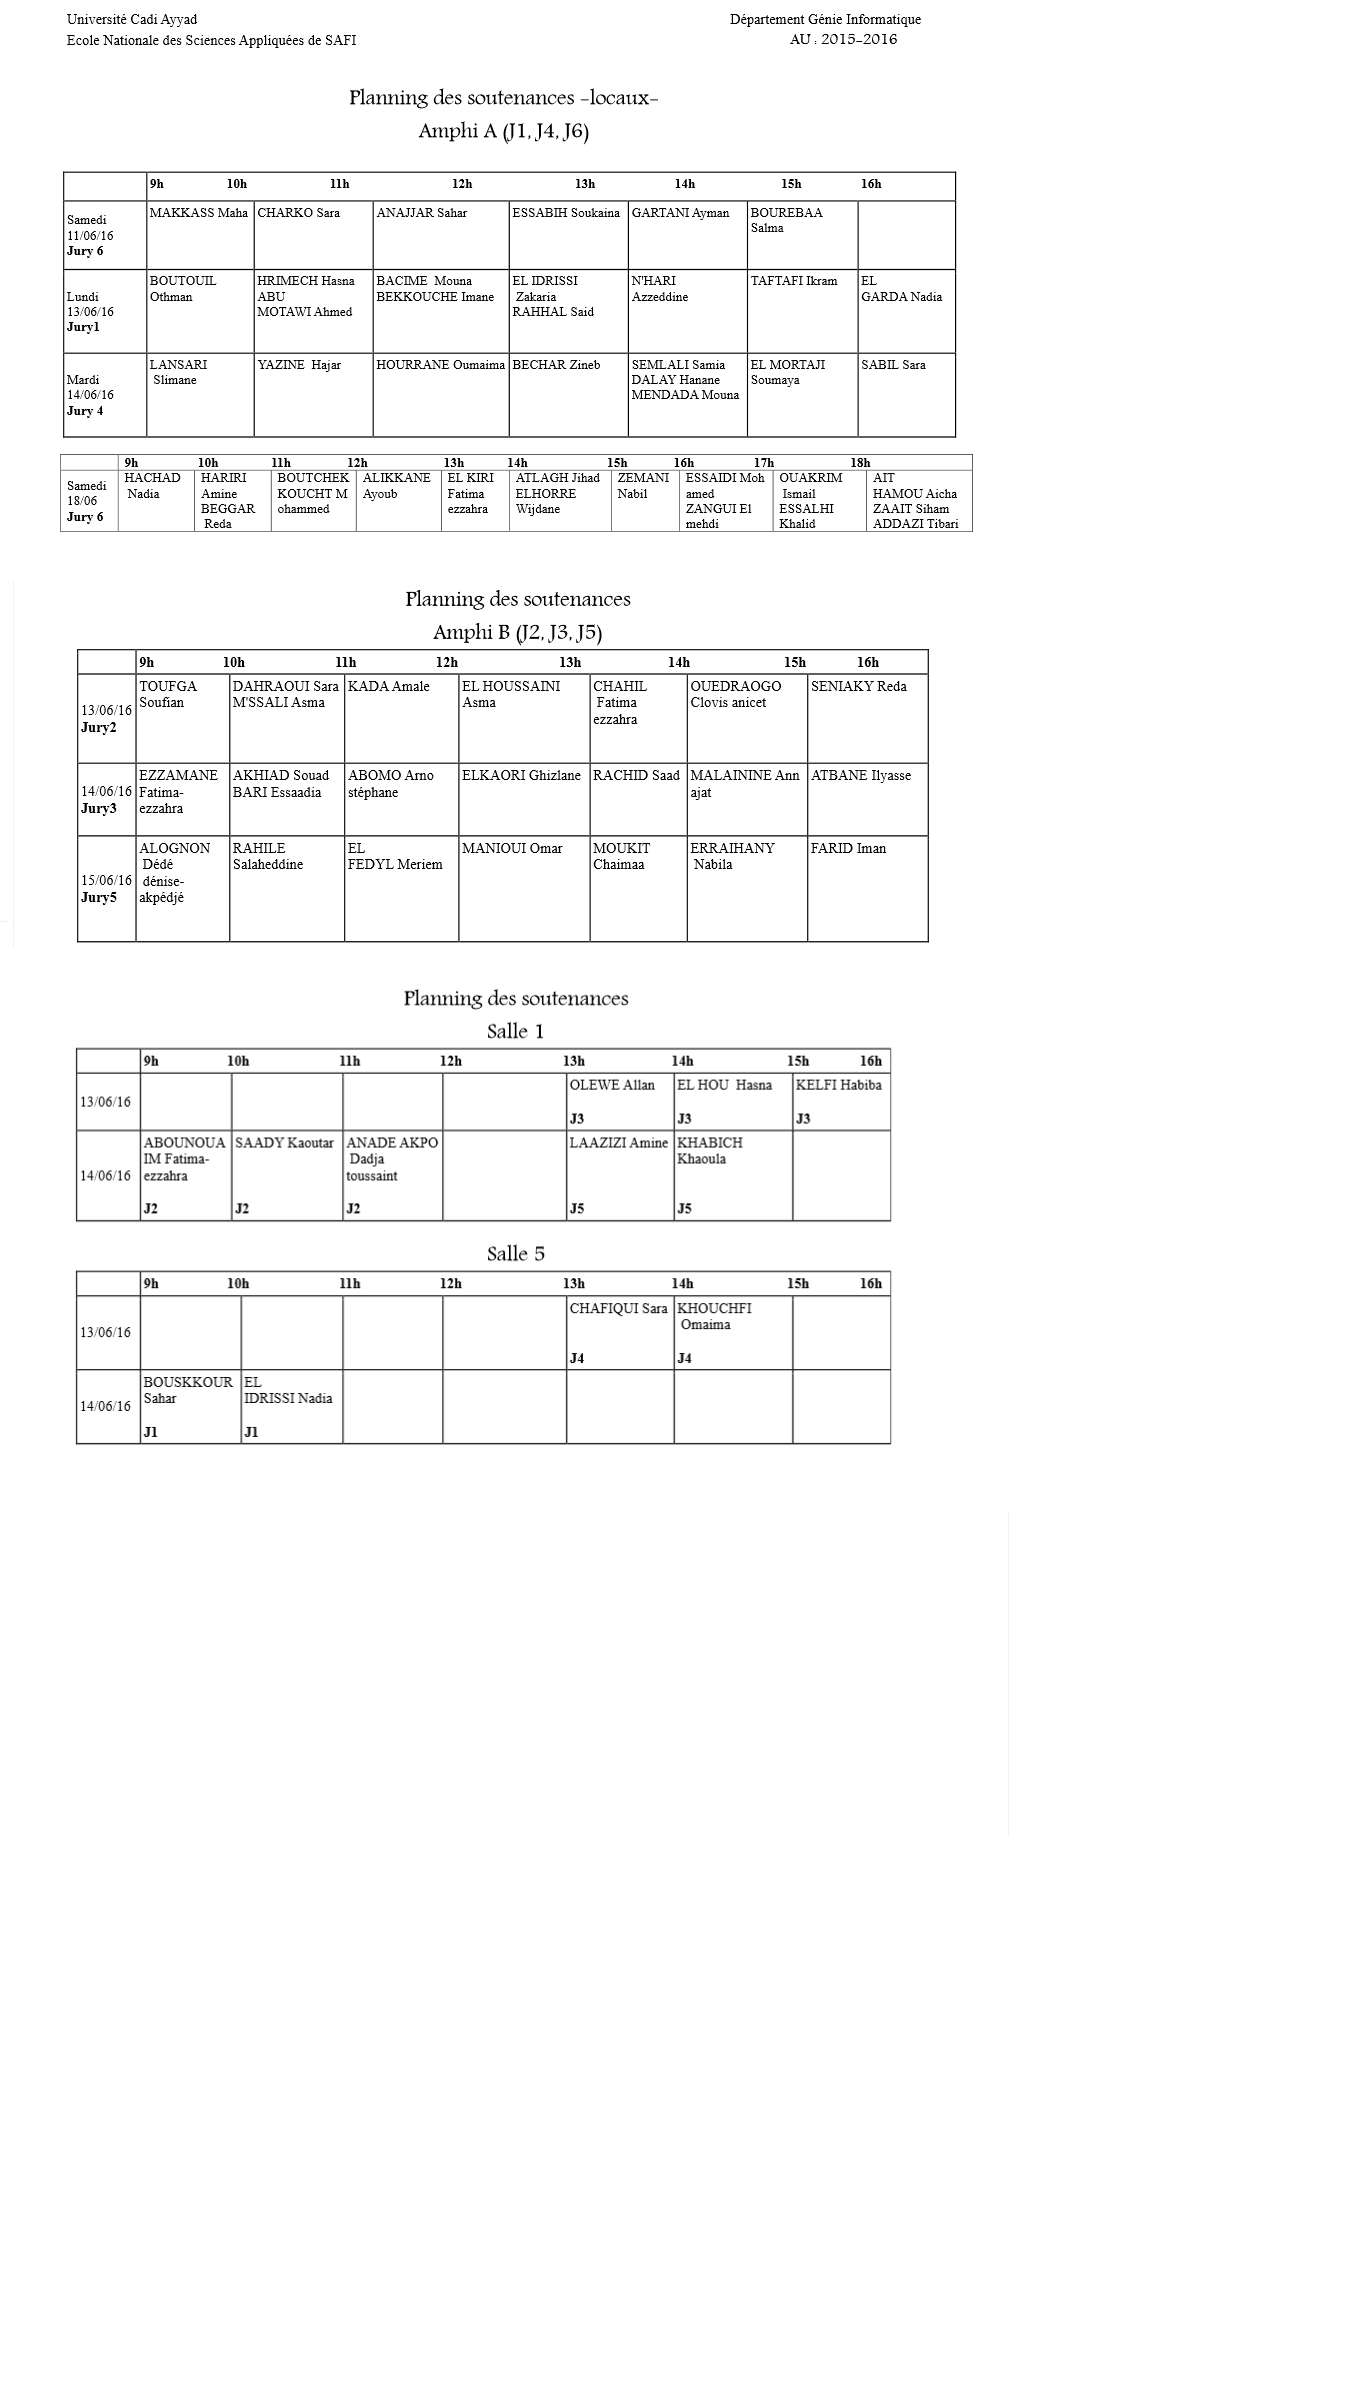 Université Cadi Ayyad
Département Génie Informatique
Ecole Nationale des Sciences Appliquées de SAFI
AU : 2015-2016
Planning des soutenances -locaux-
Amphi A (J1, J4, J6)
9h 10h 11h 12h 13h 14h 15h 16h
Samedi
11/06/16
Jury 6
MAKKASS Maha
CHARKO Sara
ANAJJAR Sahar
ESSABIH Soukaina
GARTANI Ayman
BOUREBAA
Salma
Lundi
13/06/16
Jury1
BOUTOUIL
Othman
HRIMECH Hasna
ABU
MOTAWI Ahmed
BACIME Mouna
BEKKOUCHE Imane
EL IDRISSI
Zakaria
RAHHAL Said
N'HARI
Azzeddine
TAFTAFI Ikram
EL
GARDA Nadia
Mardi
14/06/16
Jury 4
LANSARI
Slimane
YAZINE Hajar
HOURRANE Oumaima
BECHAR Zineb
SEMLALI Samia
DALAY Hanane
MENDADA Mouna
EL MORTAJI
Soumaya
SABIL Sara
9h 10h 11h 12h 13h 14h 15h 16h 17h 18h
Samedi
18/06
Jury 6
HACHAD
Nadia
HARIRI
Amine
BEGGAR
Reda
BOUTCHEK
KOUCHT M
ohammed
ALIKKANE
Ayoub
EL KIRI
Fatima
ezzahra
ATLAGH Jihad
ELHORRE
Wijdane
ZEMANI
Nabil
ESSAIDI Moh
amed
ZANGUI El
mehdi
OUAKRIM
Ismail
ESSALHI
Khalid
AIT
HAMOU Aicha
ZAAIT Siham
ADDAZI Tibari
Planning des soutenances
Amphi B (J2, J3, J5)
9h 10h 11h 12h 13h 14h 15h 16h
13/06/16
Jury2
TOUFGA
Soufian
DAHRAOUI Sara
M'SSALI Asma
KADA Amale
EL HOUSSAINI
Asma
CHAHIL
Fatima
ezzahra
OUEDRAOGO
Clovis anicet
SENIAKY Reda
14/06/16
Jury3
EZZAMANE
Fatima-
ezzahra
AKHIAD Souad
BARI Essaadia
ABOMO Arno
stéphane
ELKAORI Ghizlane
RACHID Saad
MALAININE Ann
ajat
ATBANE Ilyasse
15/06/16
Jury5
ALOGNON
Dédé
dénise-
akpédjé
RAHILE
Salaheddine
EL
FEDYL Meriem
MANIOUI Omar
MOUKIT
Chaimaa
ERRAIHANY
Nabila
FARID Iman
Planning des soutenances
Salle 1
9h 10h 11h 12h 13h 14h 15h 16h
13/06/16
OLEWE Allan
J3
EL HOU Hasna
J3
KELFI Habiba
J3
14/06/16
ABOUNOUA
IM Fatima-
ezzahra
J2
SAADY Kaoutar
J2
ANADE AKPO
Dadja
toussaint
J2
LAAZIZI Amine
J5
KHABICH
Khaoula
J5
Salle 5
9h 10h 11h 12h 13h 14h 15h 16h
13/06/16
CHAFIQUI Sara
J4
KHOUCHFI
Omaima
J4
14/06/16
BOUSKKOUR
Sahar
J1
EL
IDRISSI Nadia
J1